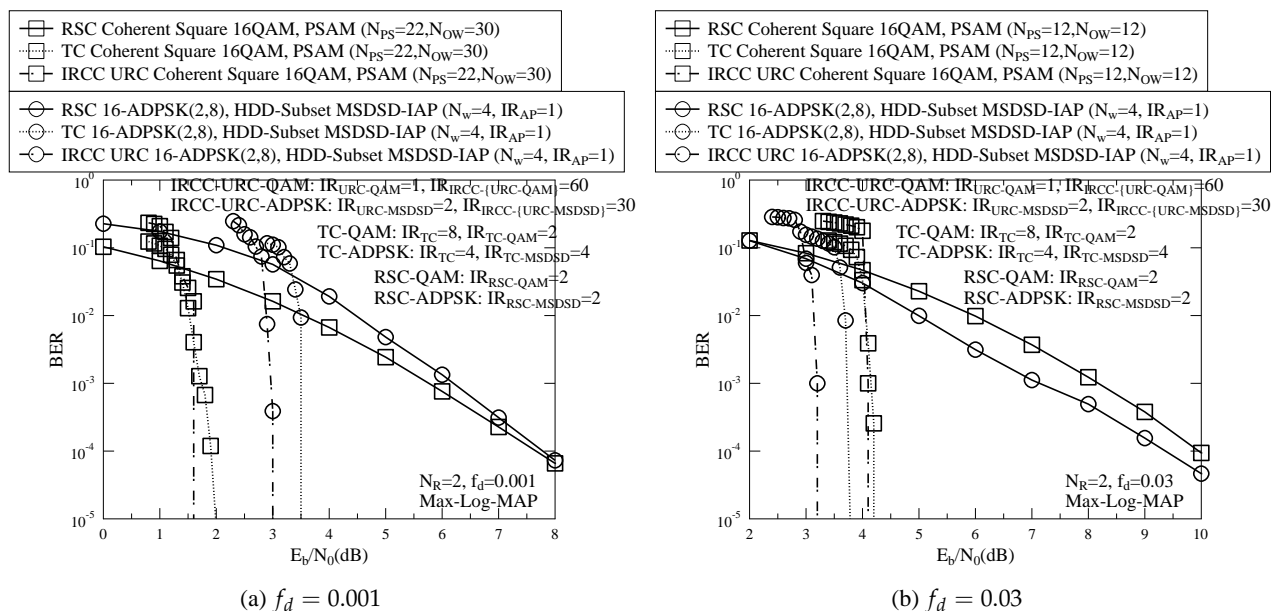 RSC Coherent Square 16QAM, PSAM (N_PS=22,N_OW=30)
TC Coherent Square 16QAM, PSAM (N_PS=22,N_OW=30)
IRCC URC Coherent Square 16QAM, PSAM (N_PS=22,N_OW=30)
RSC 16-ADPSK(2,8), HDD-Subset MSDSD-IAP (N_w=4, IR_AP=1)
TC 16-ADPSK(2,8), HDD-Subset MSDSD-IAP (N_w=4, IR_AP=1)
IRCC URC 16-ADPSK(2,8), HDD-Subset MSDSD-IAP (N_w=4, IR_AP=1)
IRCC-URC-QAM: IR_URC-QAM=1, IR_IRCC-{URC-QAM}=60
IRCC-URC-ADPSK: IR_URC-MSDSD=2, IR_IRCC-{URC-MSDSD}=30
TC-QAM: IR_TC=8, IR_TC-QAM=2
TC-ADPSK: IR_TC=4, IR_TC-MSDSD=4
RSC-QAM: IR_RSC-QAM=2
RSC-ADPSK: IR_RSC-MSDSD=2
N_R=2, f_d=0.001
Max-Log-MAP
BER
10^0
10^-1
10^-2
10^-3
10^-4
10^-5
0 1 2 3 4 5 6 7 8
E_b/N_0(dB)
(a) f_d = 0.001
RSC Coherent Square 16QAM, PSAM (N_PS=12,N_OW=12)
TC Coherent Square 16QAM, PSAM (N_PS=12,N_OW=12)
IRCC URC Coherent Square 16QAM, PSAM (N_PS=12,N_OW=12)
RSC 16-ADPSK(2,8), HDD-Subset MSDSD-IAP (N_w=4, IR_AP=1)
TC 16-ADPSK(2,8), HDD-Subset MSDSD-IAP (N_w=4, IR_AP=1)
IRCC URC 16-ADPSK(2,8), HDD-Subset MSDSD-IAP (N_w=4, IR_AP=1)
IRCC-URC-QAM: IR_URC-QAM=1, IR_IRCC-{URC-QAM}=60
IRCC-URC-ADPSK: IR_URC-MSDSD=2, IR_IRCC-{URC-MSDSD}=30
TC-QAM: IR_TC=8, IR_TC-QAM=2
TC-ADPSK: IR_TC=4, IR_TC-MSDSD=4
RSC-QAM: IR_RSC-QAM=2
RSC-ADPSK: IR_RSC-MSDSD=2
N_R=2, f_d=0.03
Max-Log-MAP
BER
10^0
10^-1
10^-2
10^-3
10^-4
10^-5
2 3 4 5 6 7 8 9 10
E_b/N_0(dB)
(b) f_d = 0.03